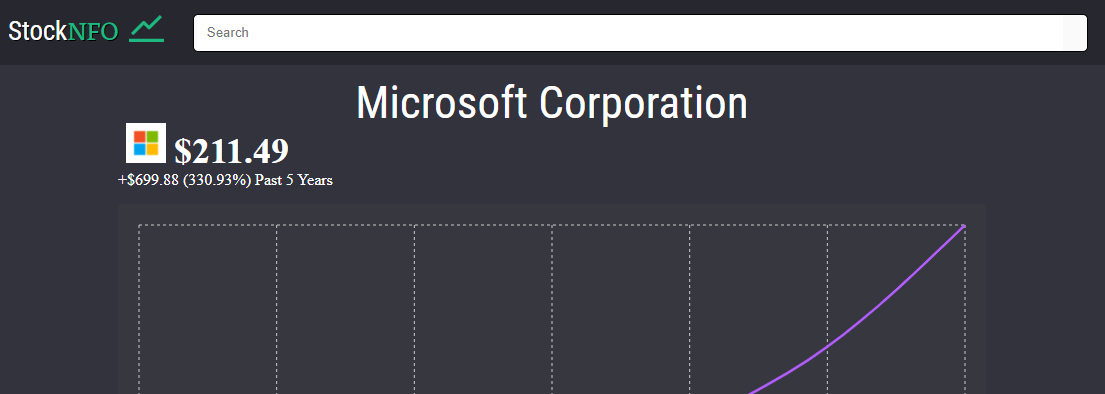 StockNFO
Search
Microsoft Corporation
$211.49
+$699.88 (330.93%) Past 5 Years